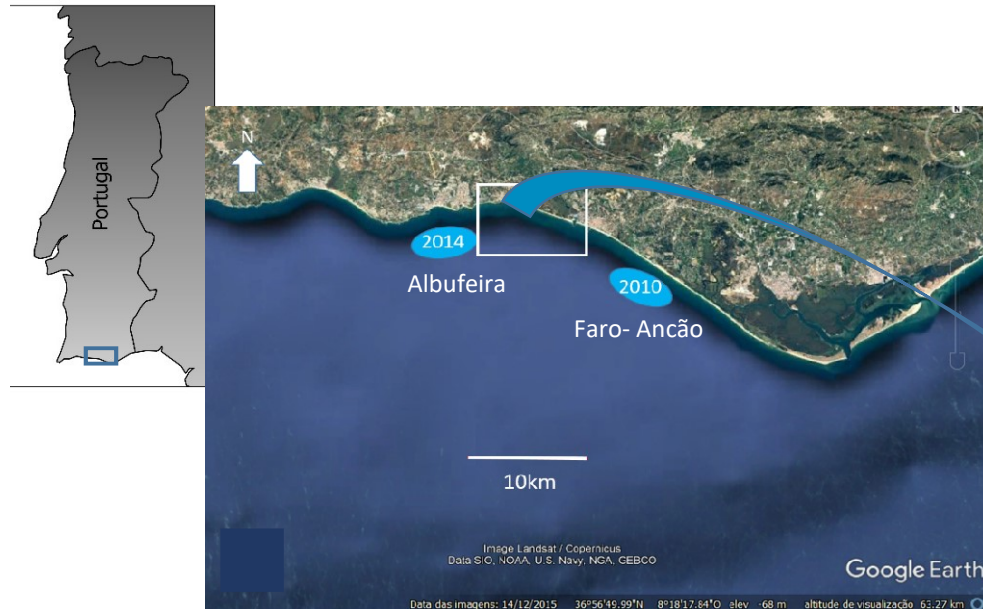 Portugal
N
N
2014
Albufeira
2010
Faro- Ancão
10km
Image Landsat / Copernicus
Data SIO, NOAA, U.S. Navy, NGA, GEBCO
Google Earth
Data das imagens: 14/12/2015 36°56'49.99"N 8°18'17.84"O elev -68 m altitude de visualização 63.27 km